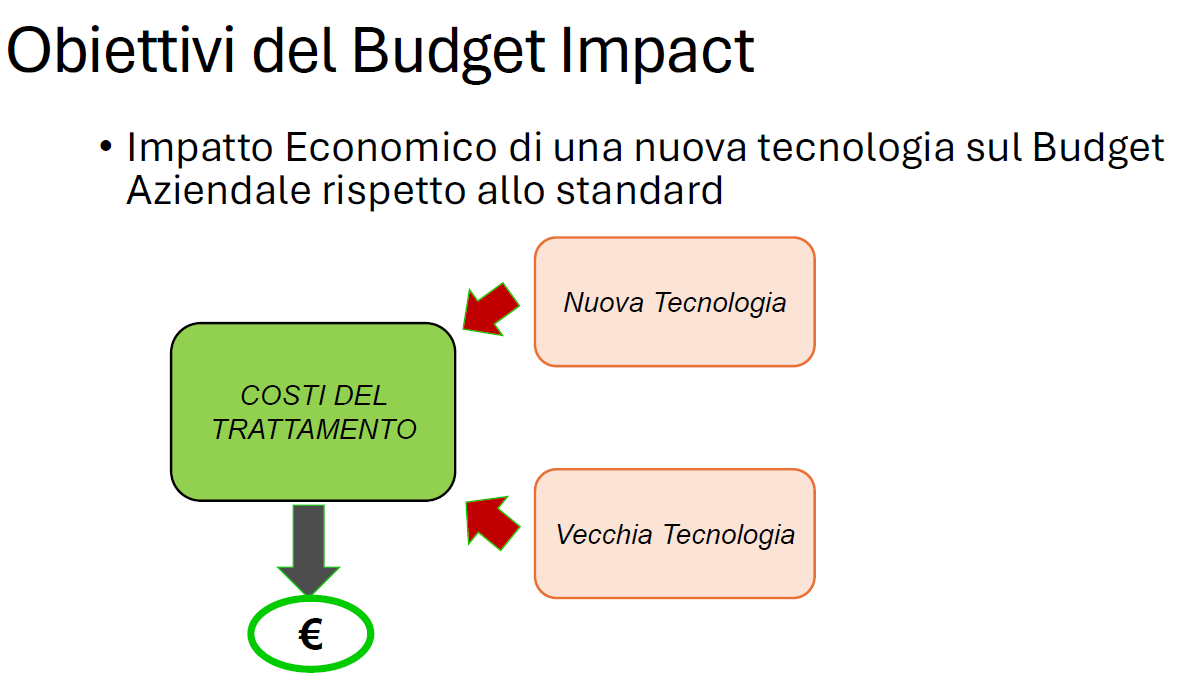 Obiettivi del Budget Impact
• Impatto Economico di una nuova tecnologia sul Budget
Aziendale rispetto allo standard
Nuova Tecnologia
COSTI DEL
TRATTAMENTO
Vecchia Tecnologia
€